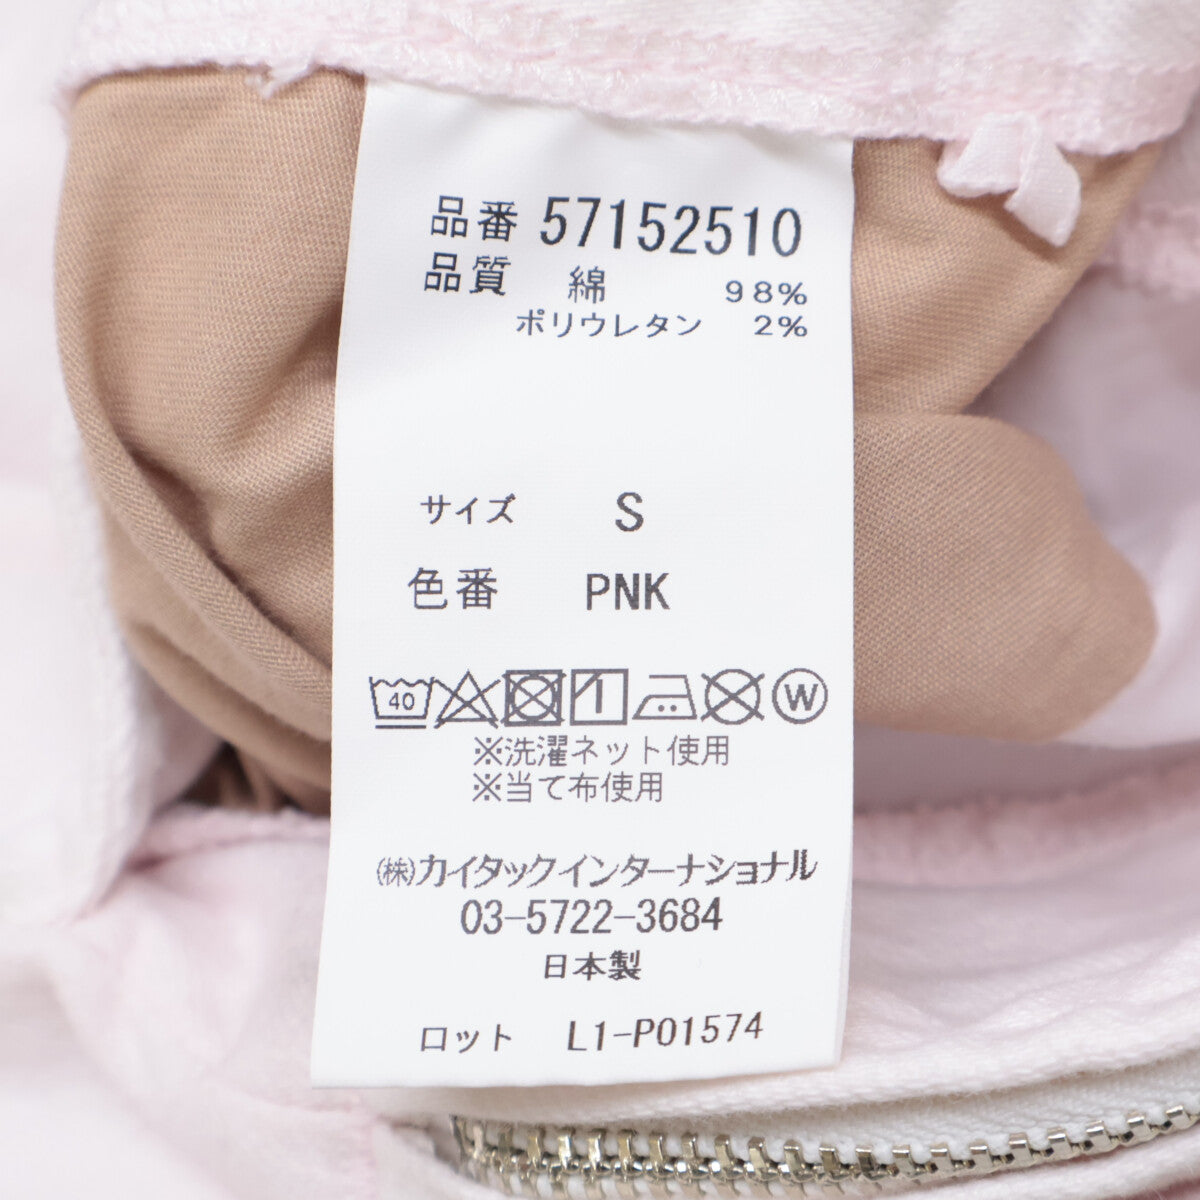 品番 57152510
品質 綿 98%
ポリウレタン 2%
サイズ S
色番 PNK
40 W
※洗濯ネット使用
※当て布使用
(株)カイタックインターナショナル
03-5722-3684
日本製
ロット L1-P01574